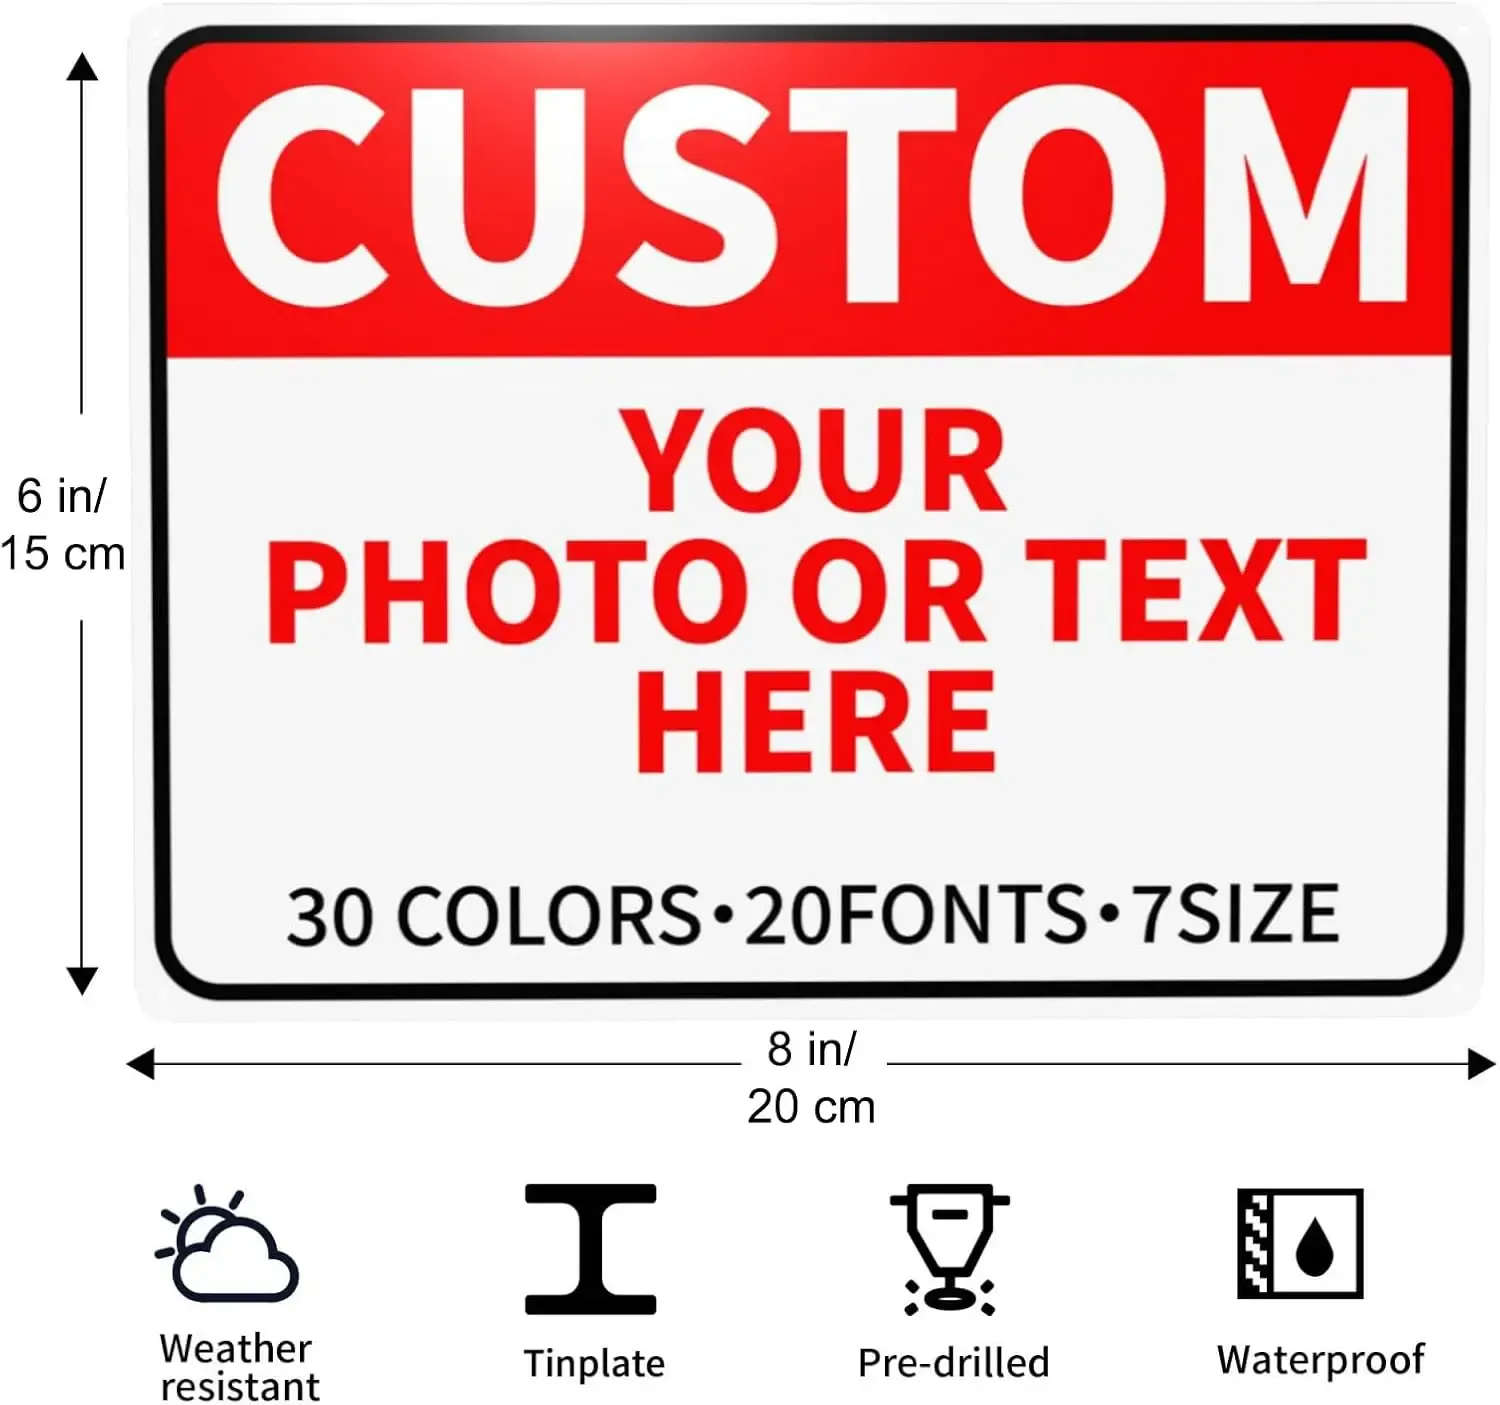 CUSTOM
YOUR
PHOTO OR TEXT
HERE
30 COLORS•20FONTS•7SIZE
6 in/
15 cm
8 in/
20 cm
Weather
resistant
Tinplate
Pre-drilled
Waterproof